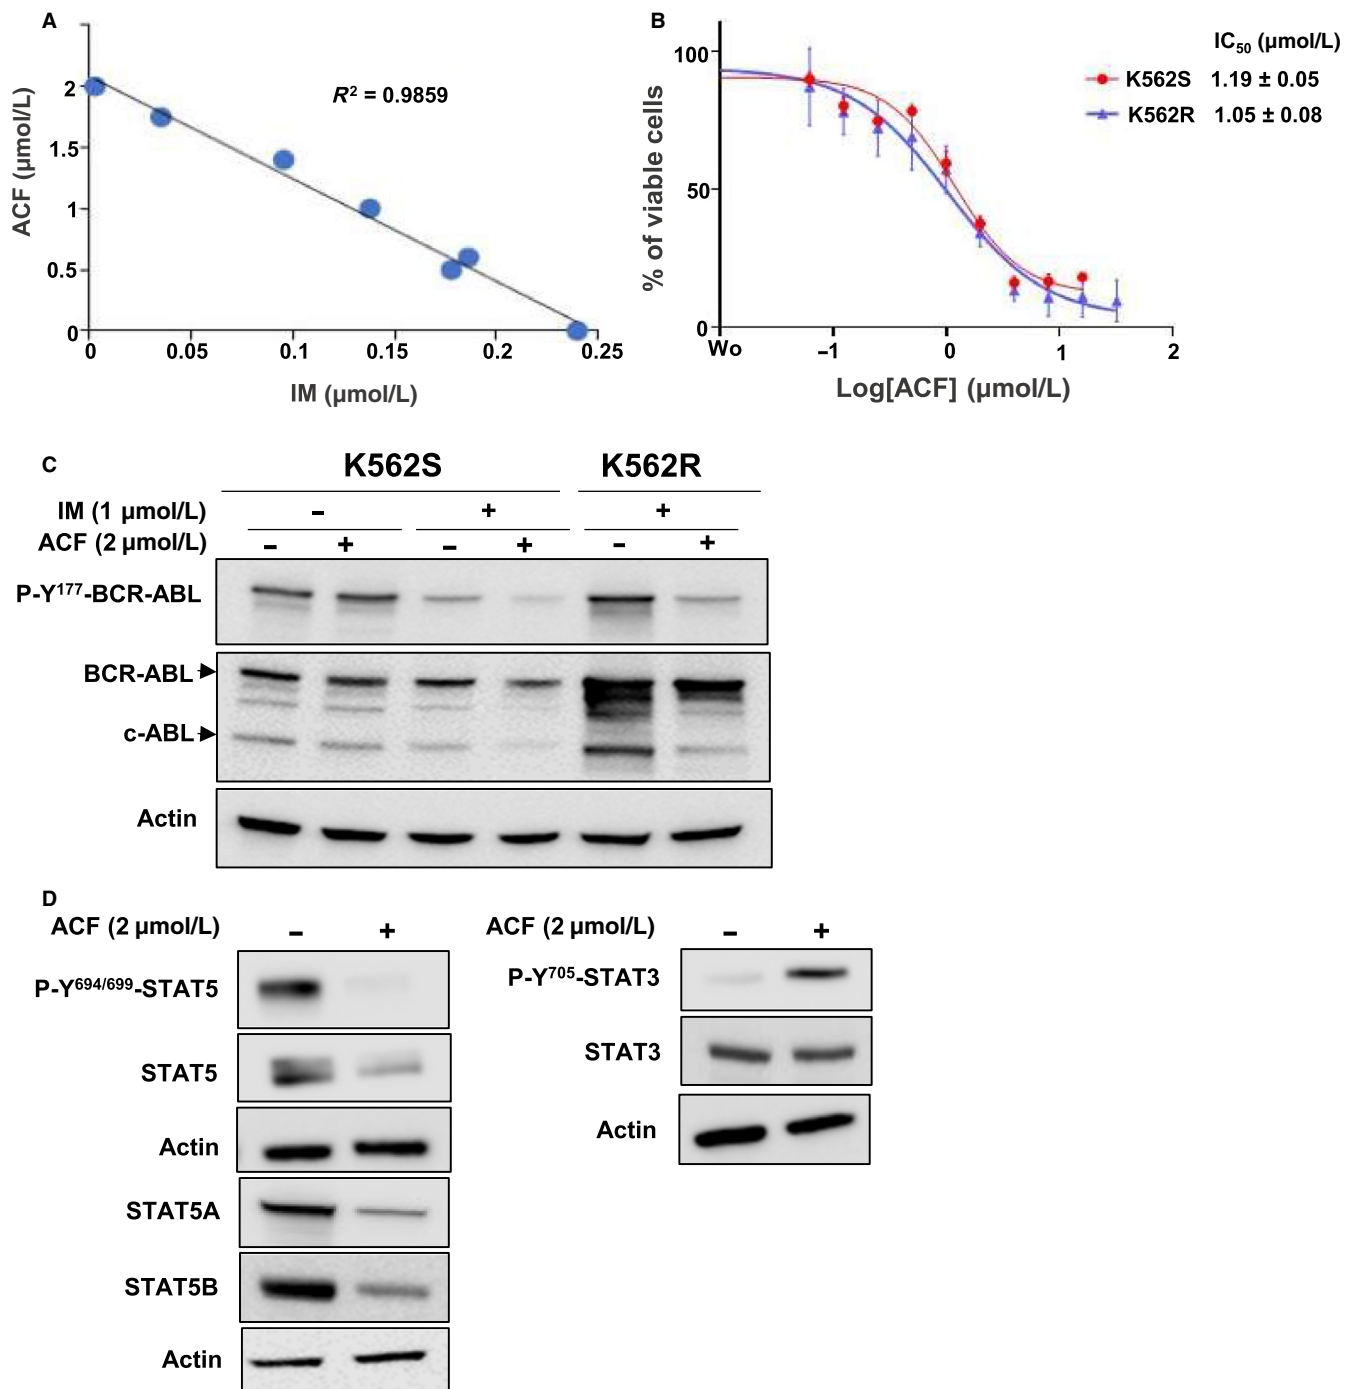 A
ACF (µmol/L)
2
1.5
1
0.5
0
R² = 0.9859
0 0.05 0.1 0.15 0.2 0.25
IM (µmol/L)
B
% of viable cells
100
50
0
Wo –1 0 1 2
Log[ACF] (µmol/L)
IC₅₀ (µmol/L)
K562S 1.19 ± 0.05
K562R 1.05 ± 0.08
C
K562S K562R
IM (1 µmol/L) – + +
ACF (2 µmol/L) – + – + – +
P-Y¹⁷⁷-BCR-ABL
BCR-ABL
c-ABL
Actin
D
ACF (2 µmol/L) – +
P-Y⁶⁹⁴/⁶⁹⁹-STAT5
STAT5
Actin
STAT5A
STAT5B
Actin
ACF (2 µmol/L) – +
P-Y⁷⁰⁵-STAT3
STAT3
Actin